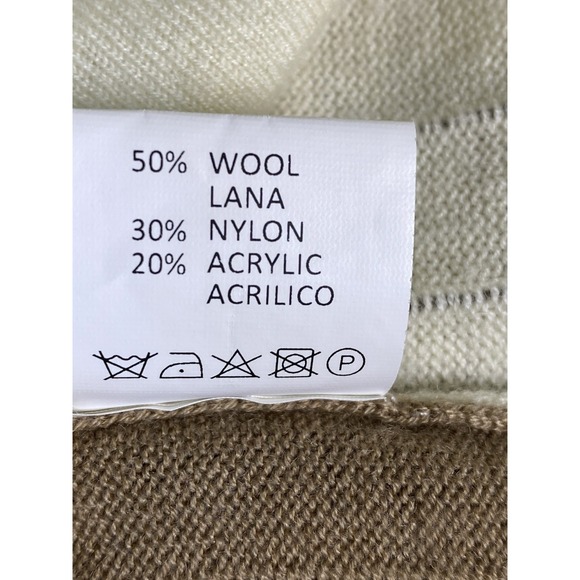 50% WOOL
LANA
30% NYLON
20% ACRYLIC
ACRILICO
P